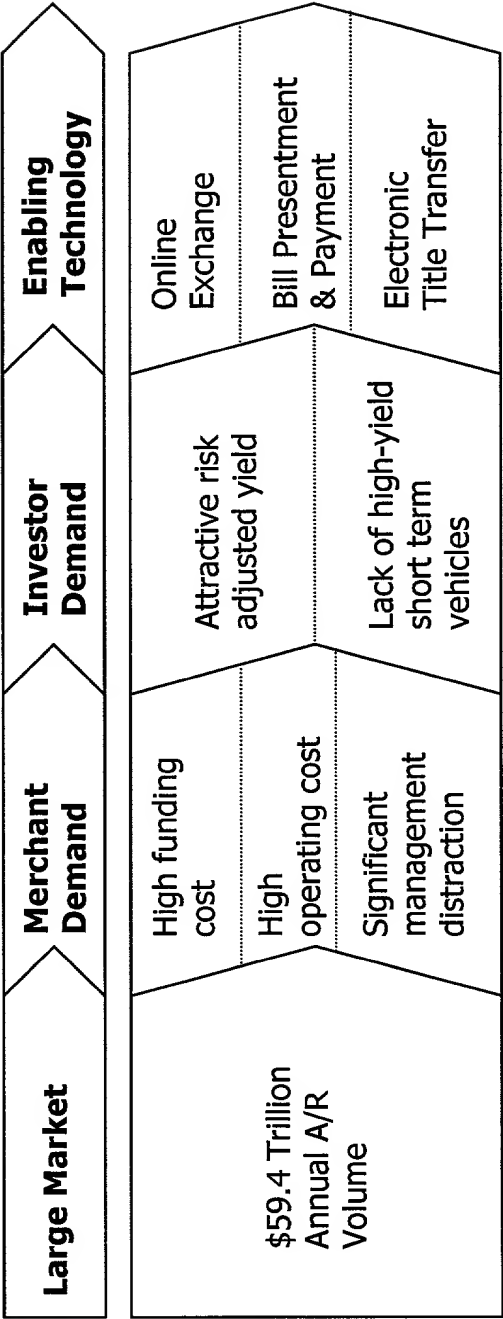 Large Market
Merchant
Demand
Investor
Demand
Enabling
Technology
$59.4 Trillion
Annual A/R
Volume
High funding
cost
High
operating cost
Significant
management
distraction
Attractive risk
adjusted yield
Lack of high-yield
short term
vehicles
Online
Exchange
Bill Presentment
& Payment
Electronic
Title Transfer